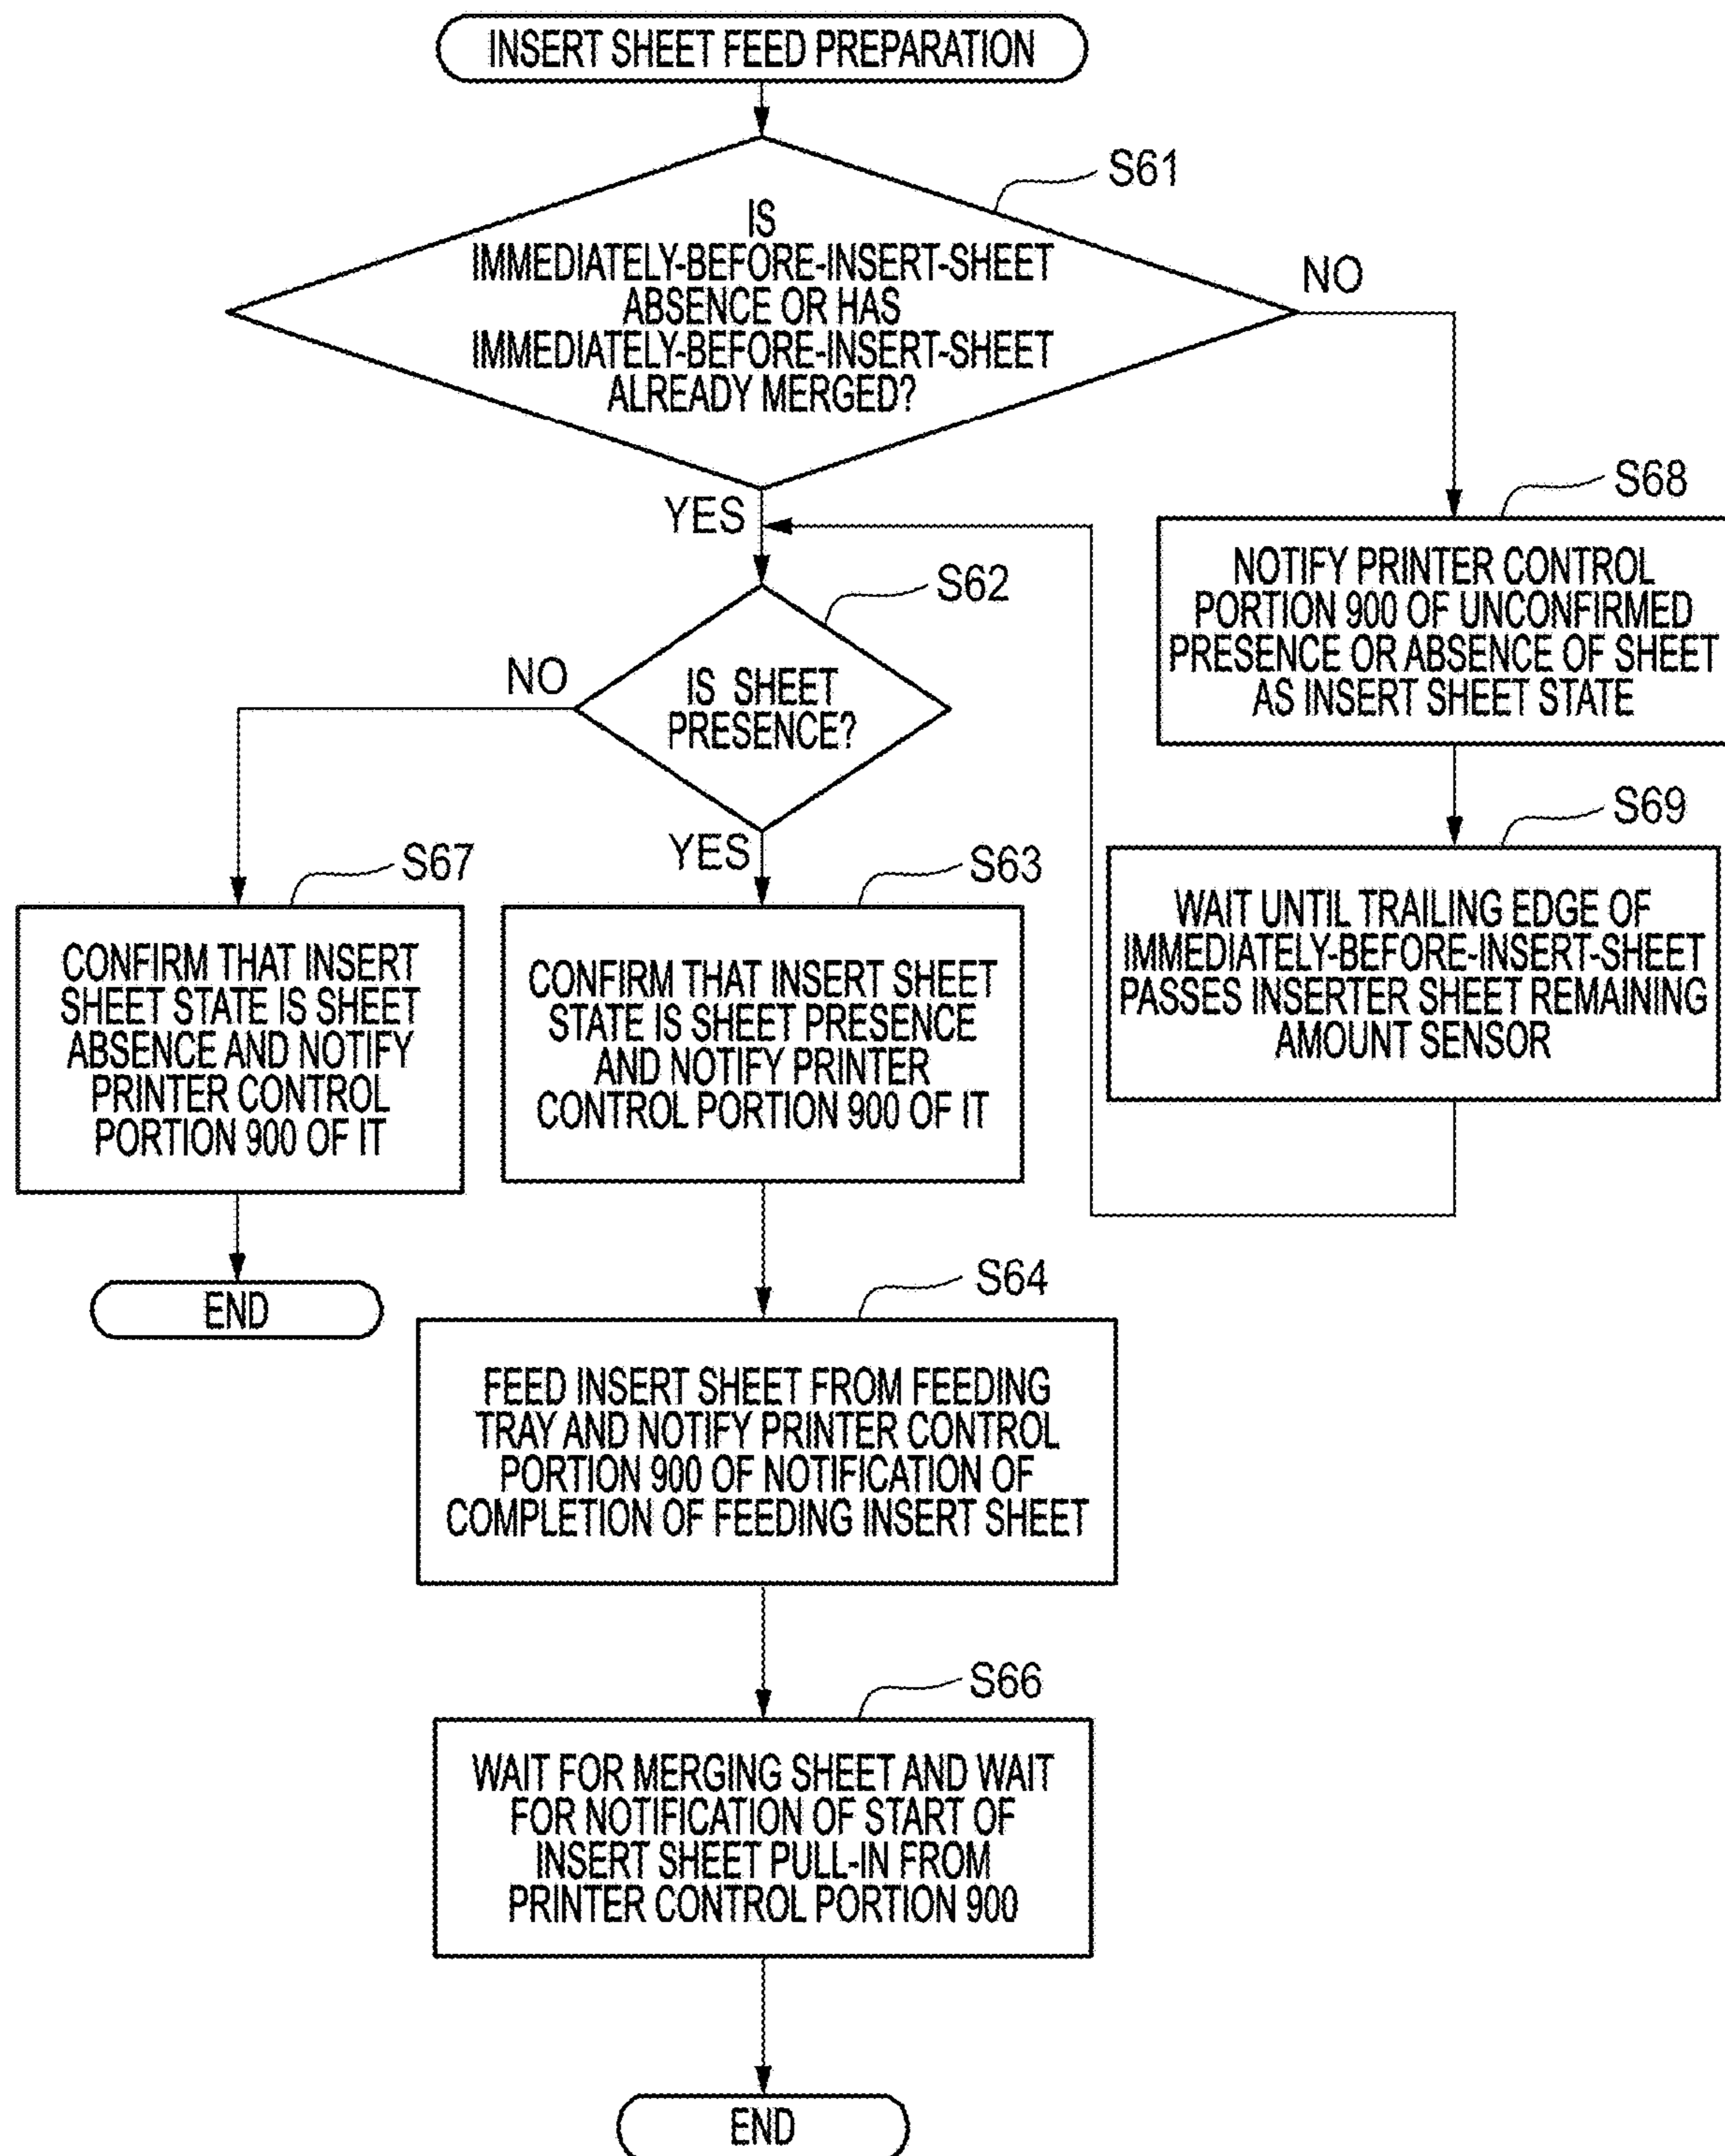 INSERT SHEET FEED PREPARATION
S61
IS
IMMEDIATELY-BEFORE-INSERT-SHEET
ABSENCE OR HAS
IMMEDIATELY-BEFORE-INSERT-SHEET
ALREADY MERGED?
NO
YES
S68
NOTIFY PRINTER CONTROL
PORTION 900 OF UNCONFIRMED
PRESENCE OR ABSENCE OF SHEET
AS INSERT SHEET STATE
S62
IS SHEET
PRESENCE?
NO
YES
S69
WAIT UNTIL TRAILING EDGE OF
IMMEDIATELY-BEFORE-INSERT-SHEET
PASSES INSERTER SHEET REMAINING
AMOUNT SENSOR
S67
CONFIRM THAT INSERT
SHEET STATE IS SHEET
ABSENCE AND NOTIFY
PRINTER CONTROL
PORTION 900 OF IT
END
S63
CONFIRM THAT INSERT SHEET
STATE IS SHEET PRESENCE
AND NOTIFY PRINTER
CONTROL PORTION 900 OF IT
S64
FEED INSERT SHEET FROM FEEDING
TRAY AND NOTIFY PRINTER CONTROL
PORTION 900 OF NOTIFICATION OF
COMPLETION OF FEEDING INSERT SHEET
S66
WAIT FOR MERGING SHEET AND WAIT
FOR NOTIFICATION OF START OF
INSERT SHEET PULL-IN FROM
PRINTER CONTROL PORTION 900
END